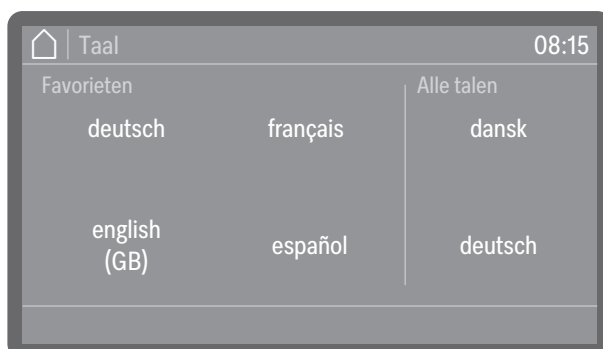 Taal
08:15
Favorieten
Alle talen
deutsch
français
dansk
english
(GB)
español
deutsch